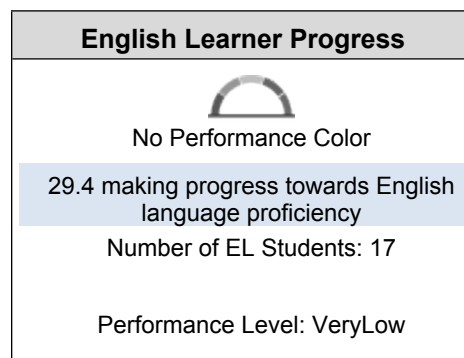 English Learner Progress
No Performance Color
29.4 making progress towards English
language proficiency
Number of EL Students: 17
Performance Level: VeryLow